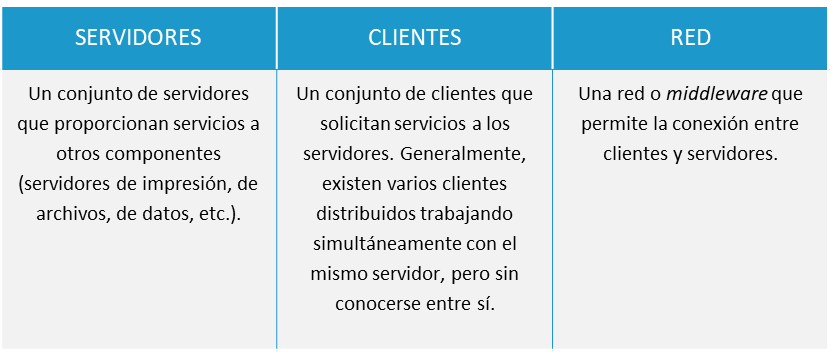 SERVIDORES
Un conjunto de servidores
que proporcionan servicios a
otros componentes
(servidores de impresión, de
archivos, de datos, etc.).
CLIENTES
Un conjunto de clientes que
solicitan servicios a los
servidores. Generalmente,
existen varios clientes
distribuidos trabajando
simultáneamente con el
mismo servidor, pero sin
conocerse entre sí.
RED
Una red o middleware que
permite la conexión entre
clientes y servidores.